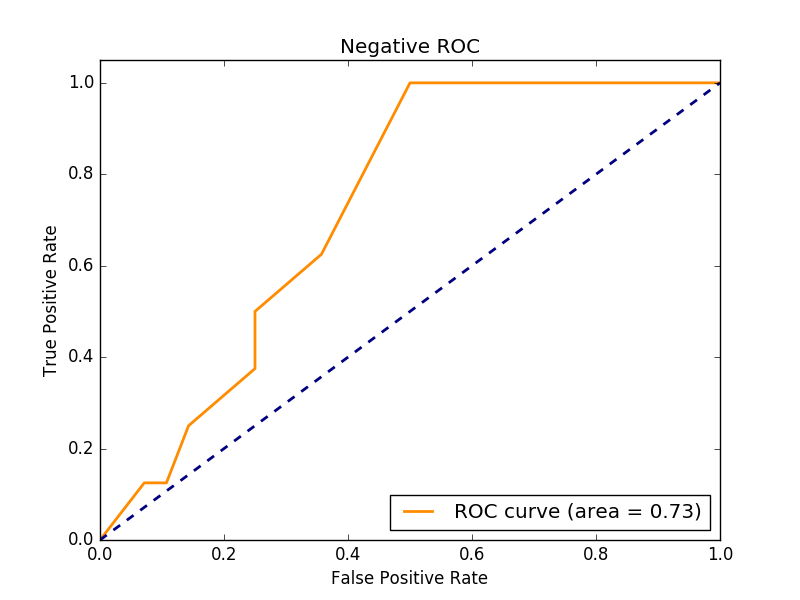 Negative ROC
1.0
0.8
0.6
0.4
0.2
0.0
True Positive Rate
ROC curve (area = 0.73)
0.0 0.2 0.4 0.6 0.8 1.0
False Positive Rate